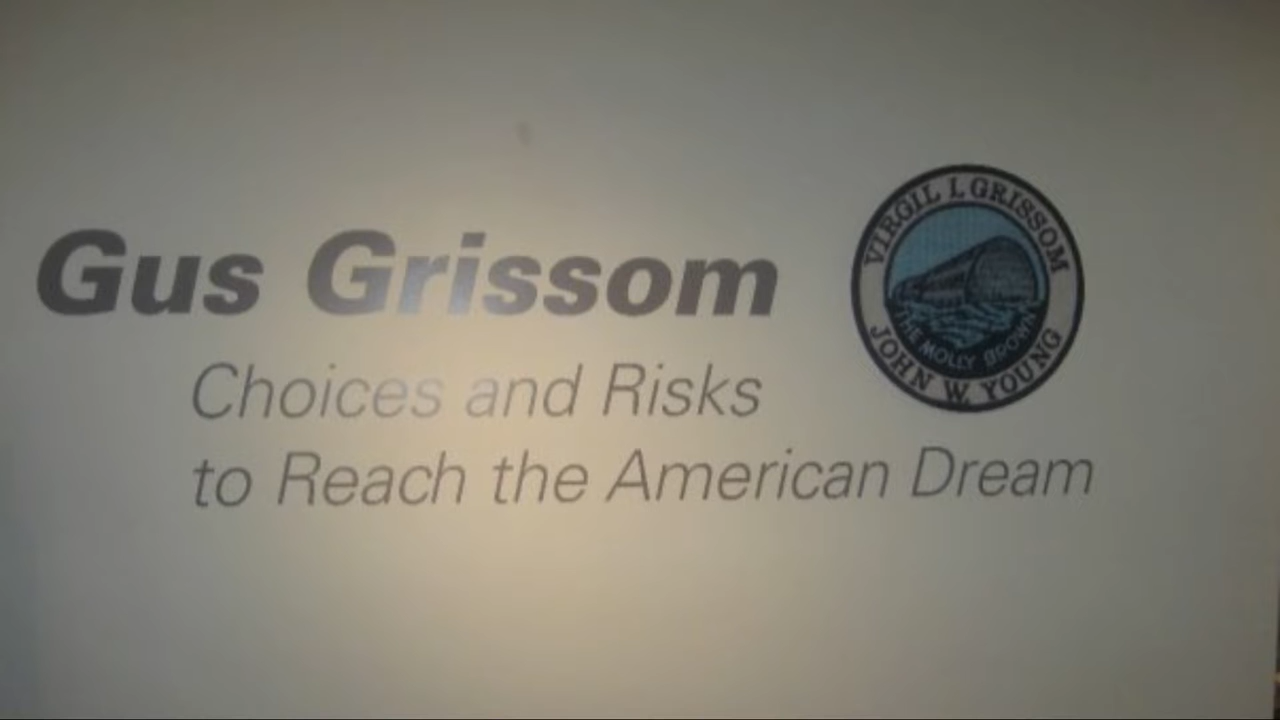 Gus Grissom
Choices and Risks
to Reach the American Dream
VIRGIL I. GRISSOM
THE MOLLY BROWN
JOHN W. YOUNG